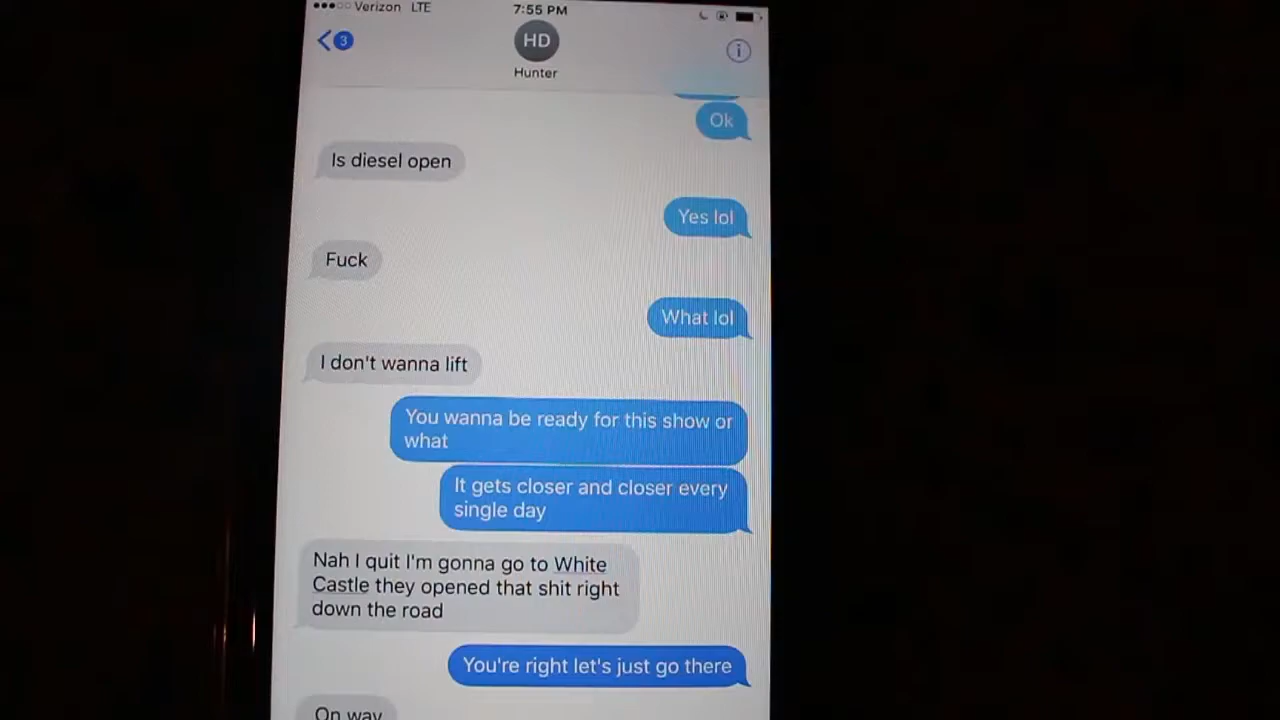 Verizon LTE
7:55 PM
3
HD
Hunter
Ok
Is diesel open
Yes lol
Fuck
What lol
I don't wanna lift
You wanna be ready for this show or
what
It gets closer and closer every
single day
Nah I quit I'm gonna go to White
Castle they opened that shit right
down the road
You're right let's just go there
On way